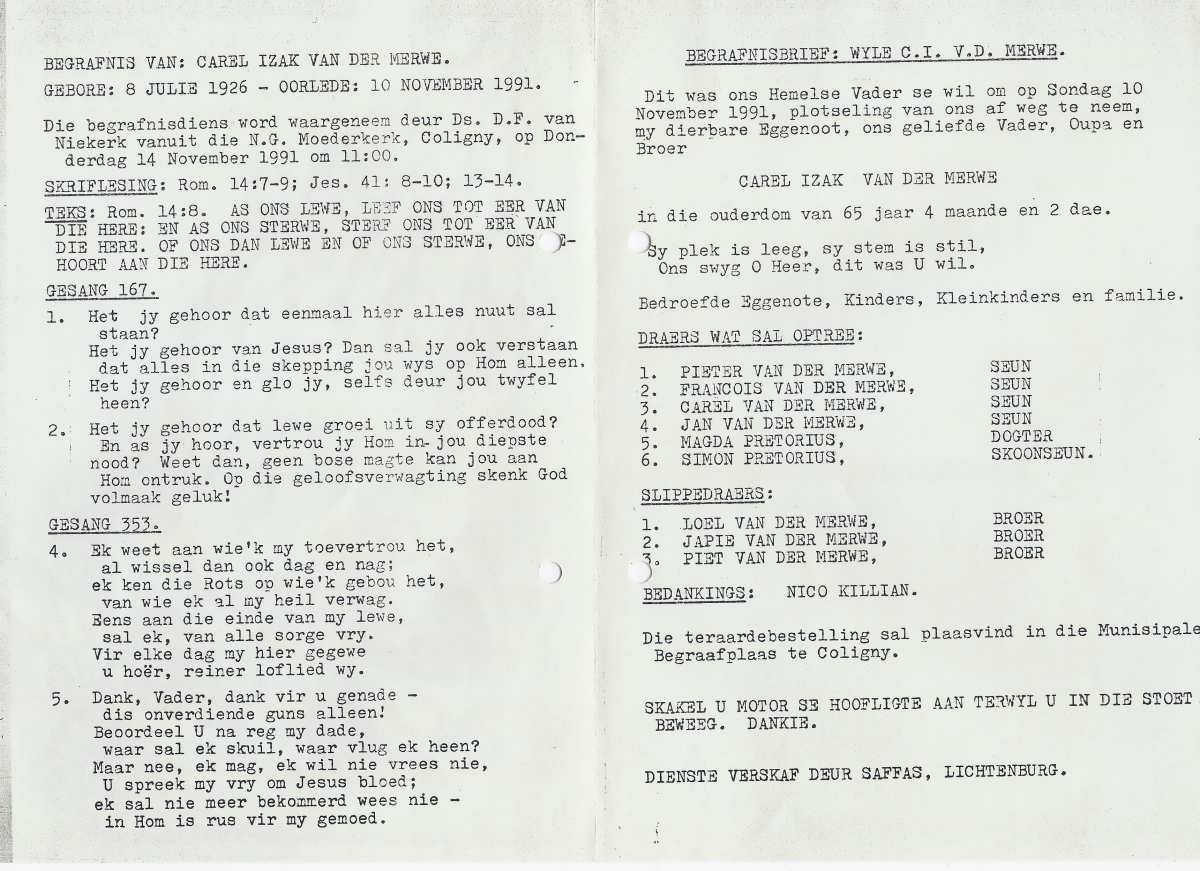 BEGRAFNIS VAN: CAREL IZAK VAN DER MERWE.
GEBORE: 8 JULIE 1926 - OORLEDE: 10 NOVEMBER 1991.
Die begrafnisdiens word waargeneem deur Ds. D.F. van
Niekerk vanuit die N.G. Moederkerk, Coligny, op Don-
derdag 14 November 1991 om 11:00.
SKRIFLESING: Rom. 14:7-9; Jes. 41: 8-10; 13-14.
TEKS: Rom. 14:8. AS ONS LEWE, LEEF ONS TOT EER VAN
DIE HERE: EN AS ONS STERWE, STERF ONS TOT EER VAN
DIE HERE. OF ONS DAN LEWE EN OF ONS STERWE, ONS E-
HOORT AAN DIE HERE.
GESANG 167.
1. Het jy gehoor dat eenmaal hier alles nuut sal
staan?
Het jy gehoor van Jesus? Dan sal jy ook verstaan
dat alles in die skepping jou wys op Hom alleen.
Het jy gehoor en glo jy, selfs deur jou twyfel
heen?
2. Het jy gehoor dat lewe groei uit sy offerdood?
En as jy hoor, vertrou jy Hom in jou diepste
nood? Weet dan, geen bose magte kan jou aan
Hom ontruk. Op die geloofsverwagting skenk God
volmaak geluk!
GESANG 353.
4. Ek weet aan wie'k my toevertrou het,
al wissel dan ook dag en nag;
ek ken die Rots op wie'k gebou het,
van wie ek al my heil verwag.
Eens aan die einde van my lewe,
sal ek, van alle sorge vry.
Vir elke dag my hier gegewe
u hoër, reiner loflied wy.
5. Dank, Vader, dank vir u genade -
dis onverdiende guns alleen!
Beoordeel U na reg my dade,
waar sal ek skuil, waar vlug ek heen?
Maar nee, ek mag, ek wil nie vrees nie,
U spreek my vry om Jesus bloed;
ek sal nie meer bekommerd wees nie -
in Hom is rus vir my gemoed.
BEGRAFNISBRIEF: WYLE C.I. V.D. MERWE.
Dit was ons Hemelse Vader se wil om op Sondag 10
November 1991, plotseling van ons af weg te neem,
my dierbare Eggenoot, ons geliefde Vader, Oupa en
Broer
CAREL IZAK VAN DER MERWE
in die ouderdom van 65 jaar 4 maande en 2 dae.
Sy plek is leeg, sy stem is stil,
Ons swyg O Heer, dit was U wil.
Bedroefde Eggenote, Kinders, Kleinkinders en familie.
DRAERS WAT SAL OPTREE:
1. PIETER VAN DER MERWE, SEUN
2. FRANCOIS VAN DER MERWE, SEUN
3. CAREL VAN DER MERWE, SEUN
4. JAN VAN DER MERWE, SEUN
5. MAGDA PRETORIUS, DOGTER
6. SIMON PRETORIUS, SKOONSEUN.
SLIPPEDRAERS:
1. LOEL VAN DER MERWE, BROER
2. JAPIE VAN DER MERWE, BROER
3. PIET VAN DER MERWE, BROER
BEDANKINGS: NICO KILLIAN.
Die teraardebestelling sal plaasvind in die Munisipale
Begraafplaas te Coligny.
SKAKEL U MOTOR SE HOOFLIGTE AAN TERWYL U IN DIE STOET
BEWEEG. DANKIE.
DIENSTE VERSKAF DEUR SAFFAS, LICHTENBURG.